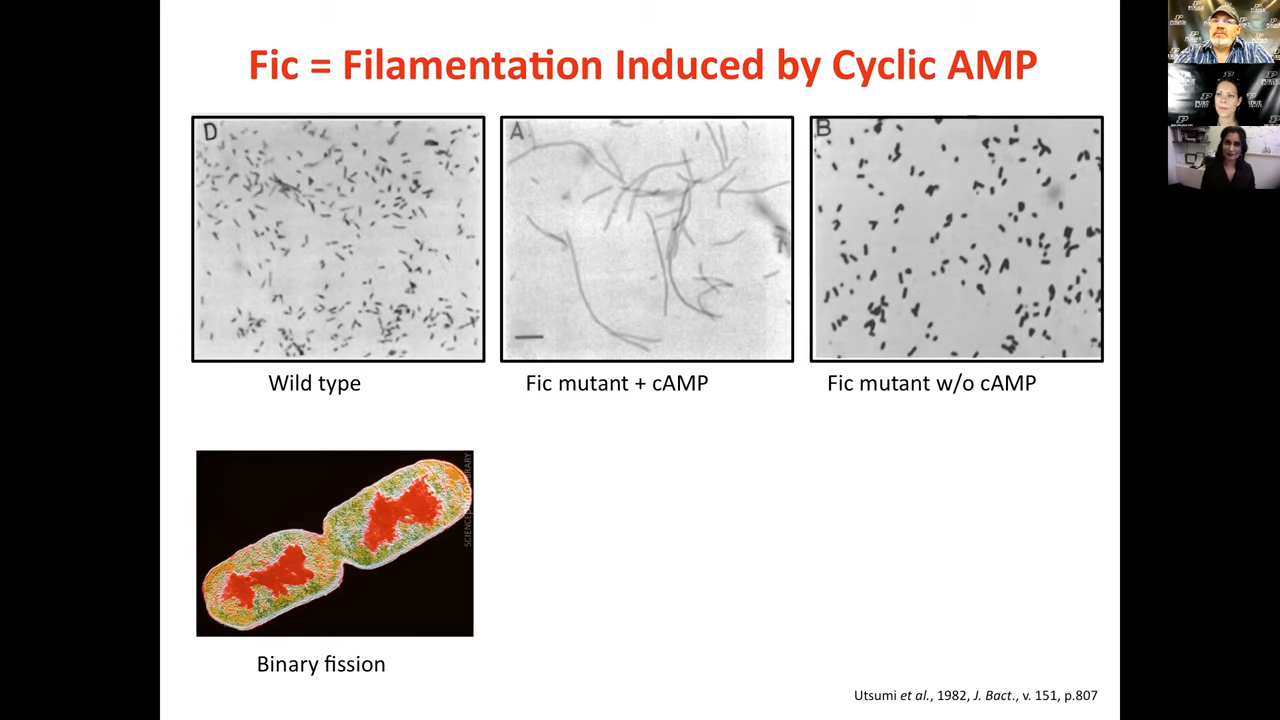 Fic = Filamentation Induced by Cyclic AMP
D
A
B
Wild type
Fic mutant + cAMP
Fic mutant w/o cAMP
Binary fission
Utsumi et al., 1982, J. Bact., v. 151, p.807